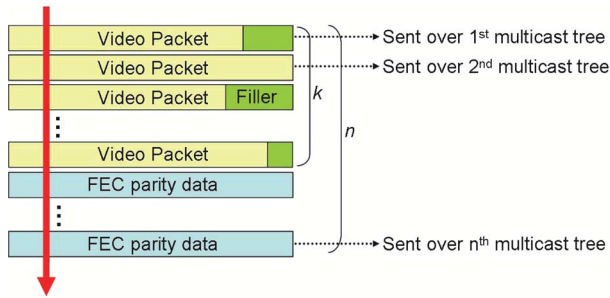 Video Packet
Sent over 1st multicast tree
Video Packet
Sent over 2nd multicast tree
Video Packet
Filler
k
n
Video Packet
FEC parity data
FEC parity data
Sent over nth multicast tree